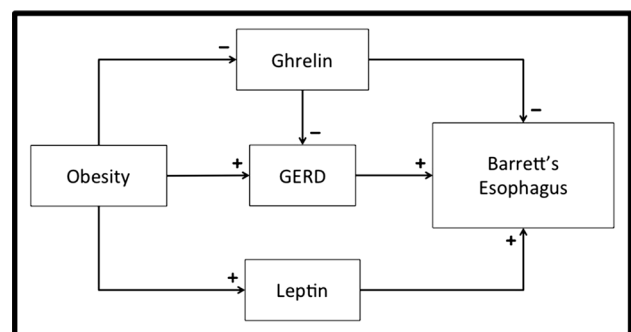 –
Ghrelin
–
–
+
+
Obesity
GERD
Barrett's
Esophagus
+
+
Leptin